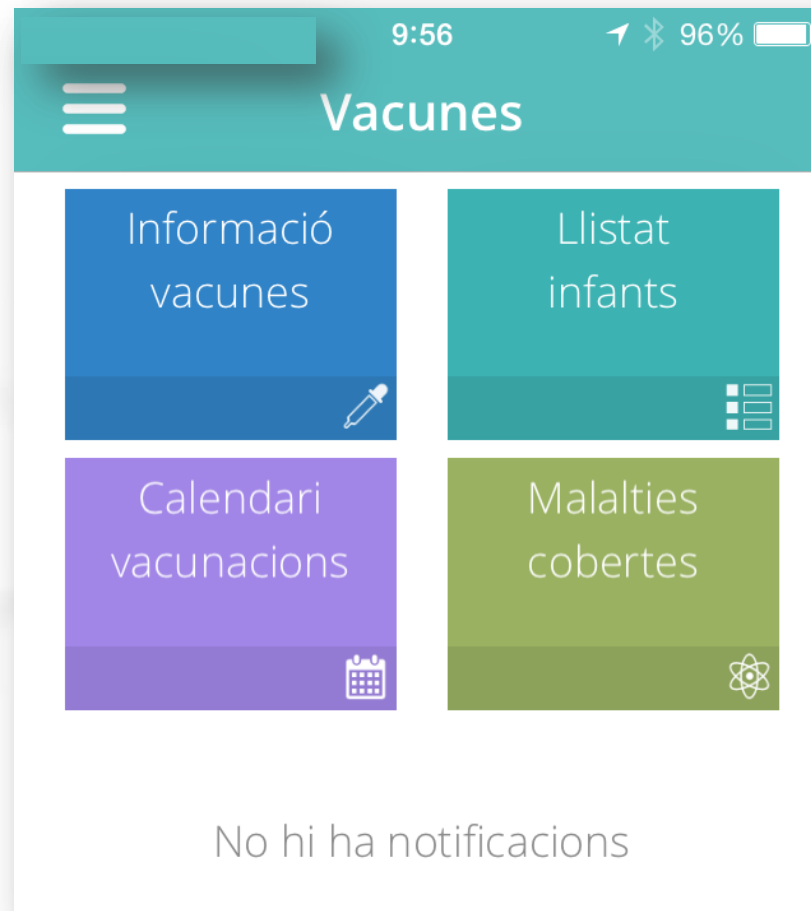 9:56 96%
Vacunes
Informació
vacunes
Llistat
infants
Calendari
vacunacions
Malalties
cobertes
No hi ha notificacions